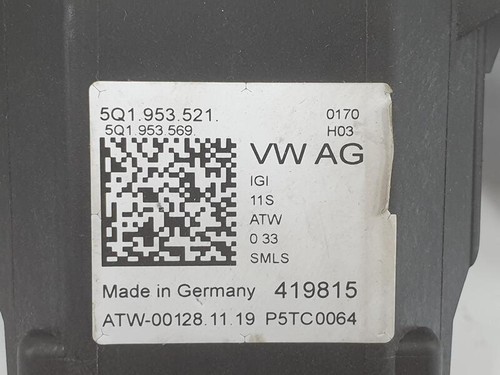 5Q1.953.521. 0170
5Q1.953.569 H03
VW AG
IGI
11S
ATW
0 33
SMLS
Made in Germany 419815
ATW-00128.11.19 P5TC0064